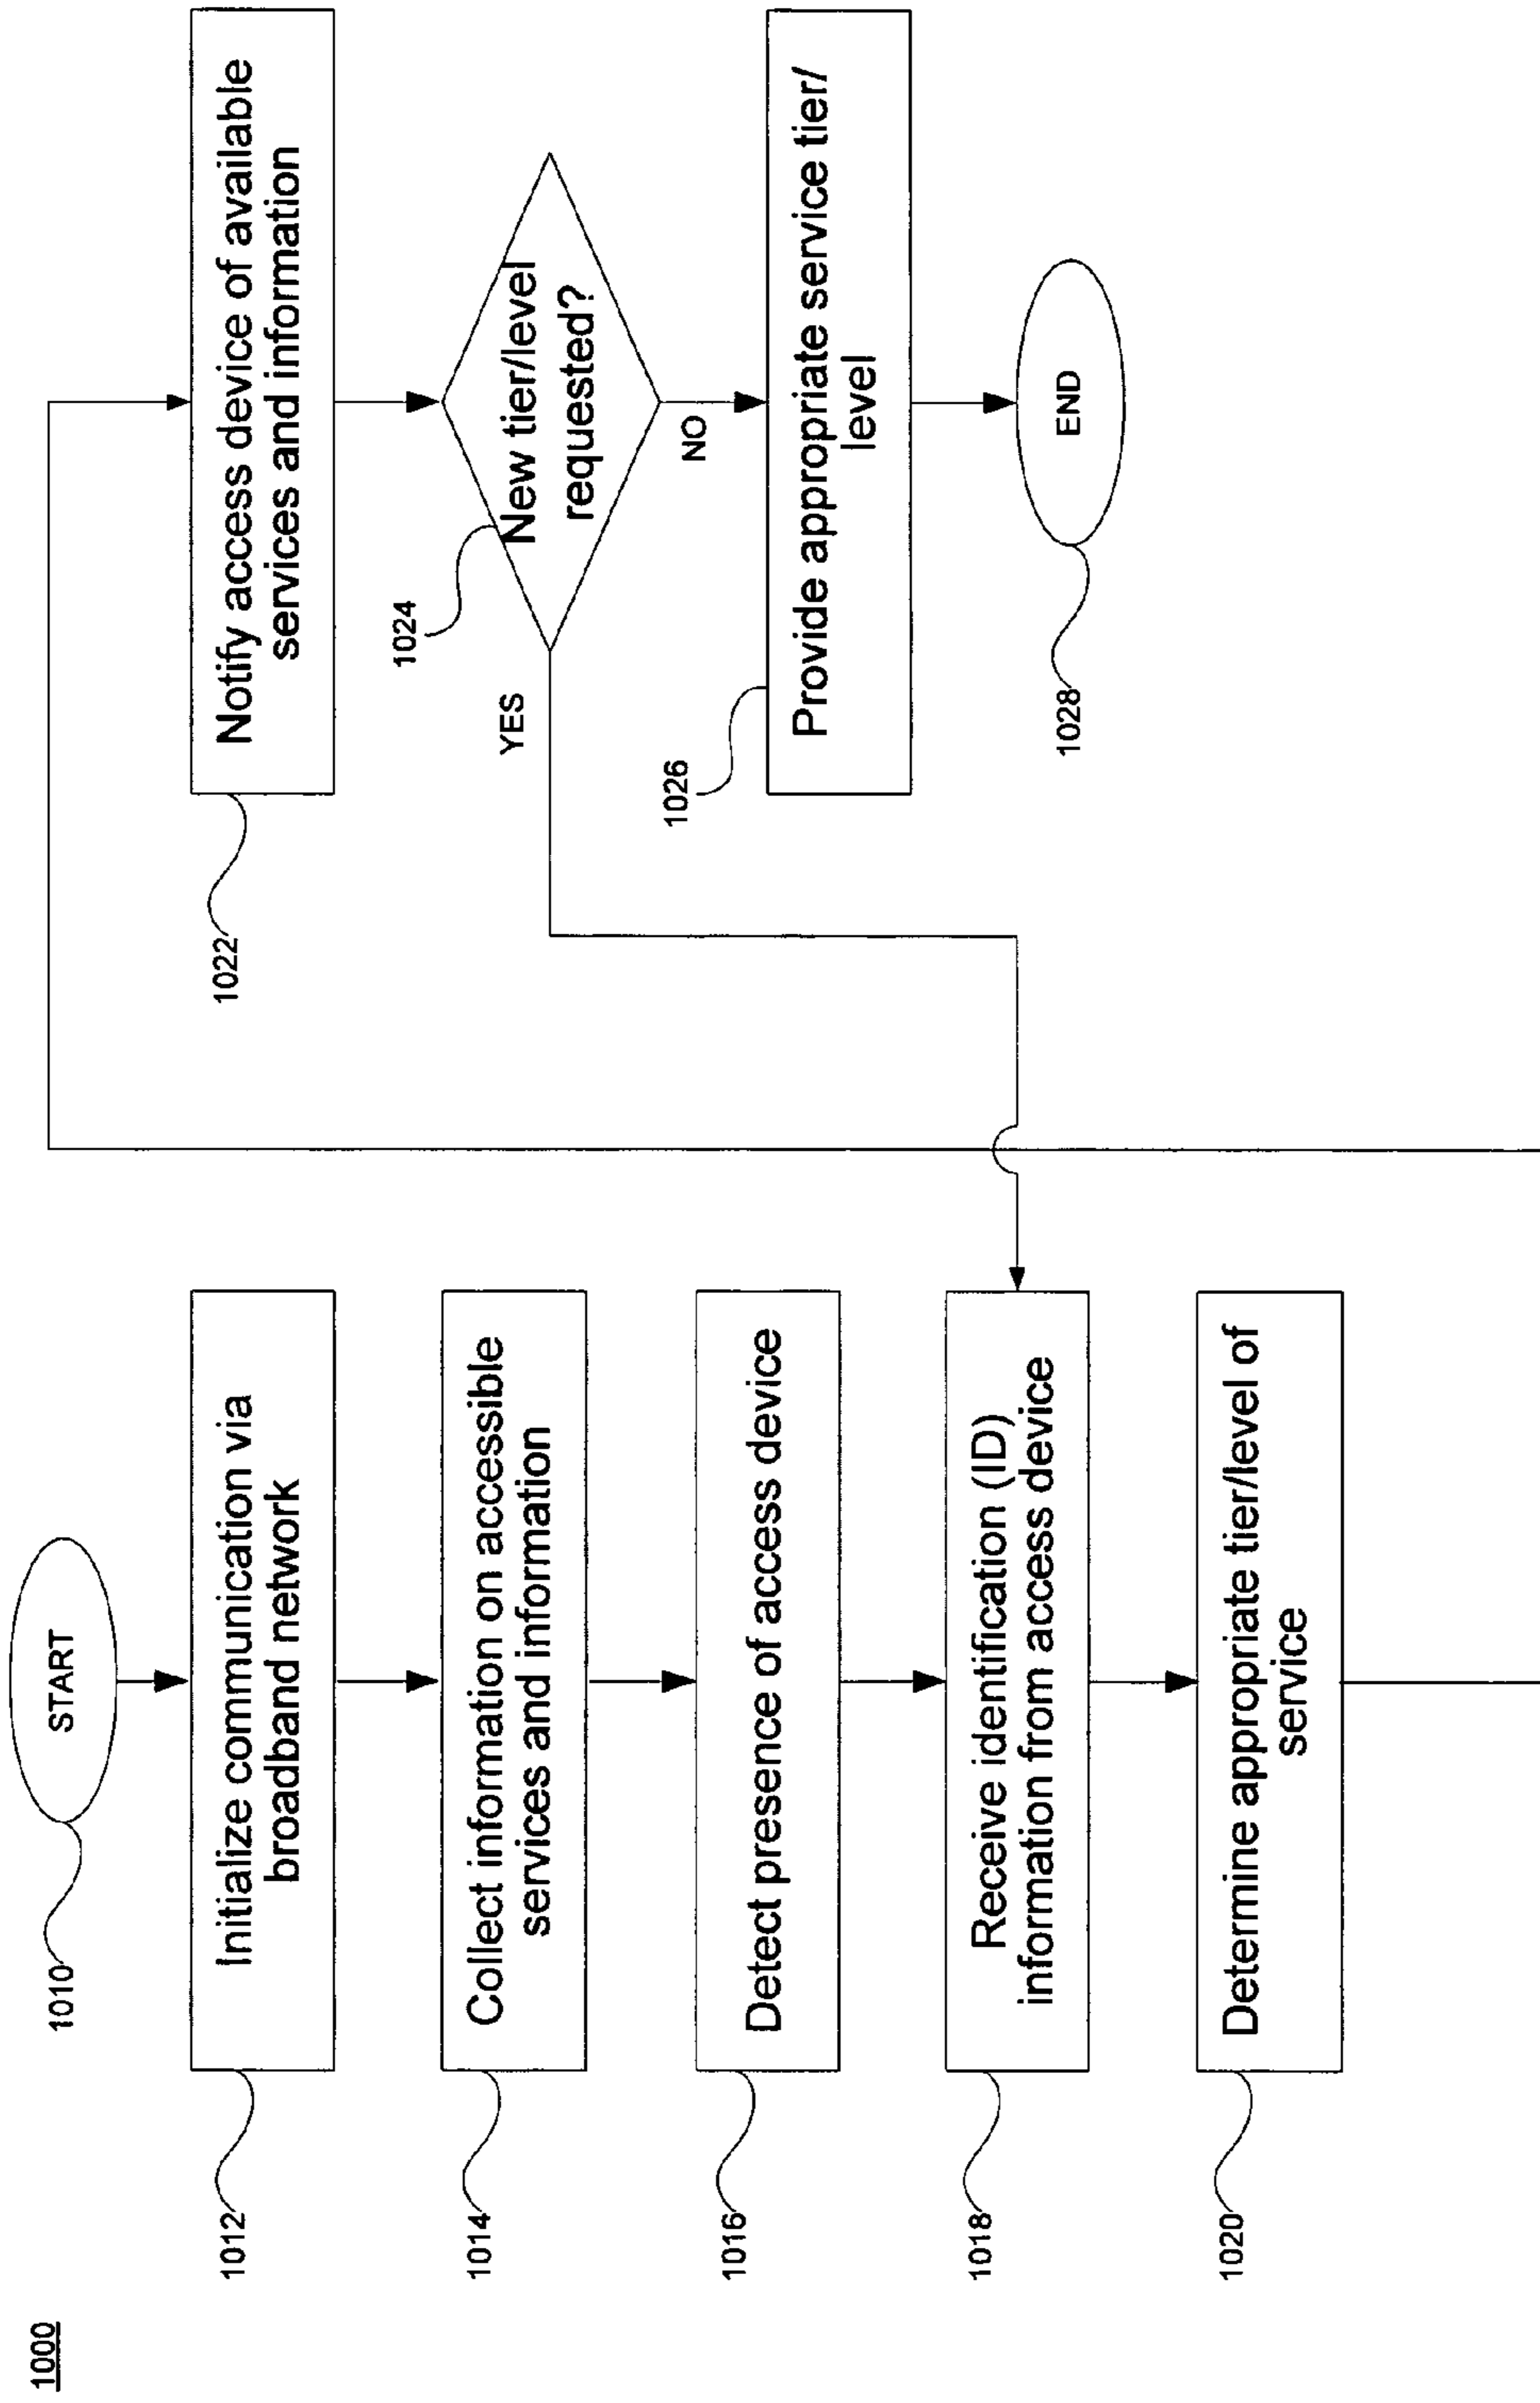 1000
1010
START
1012
Initialize communication via
broadband network
1014
Collect information on accessible
services and information
1016
Detect presence of access device
1018
Receive identification (ID)
information from access device
1020
Determine appropriate tier/level of
service
1022
Notify access device of available
services and information
1024
New tier/level
requested?
YES
NO
1026
Provide appropriate service tier/
level
1028
END